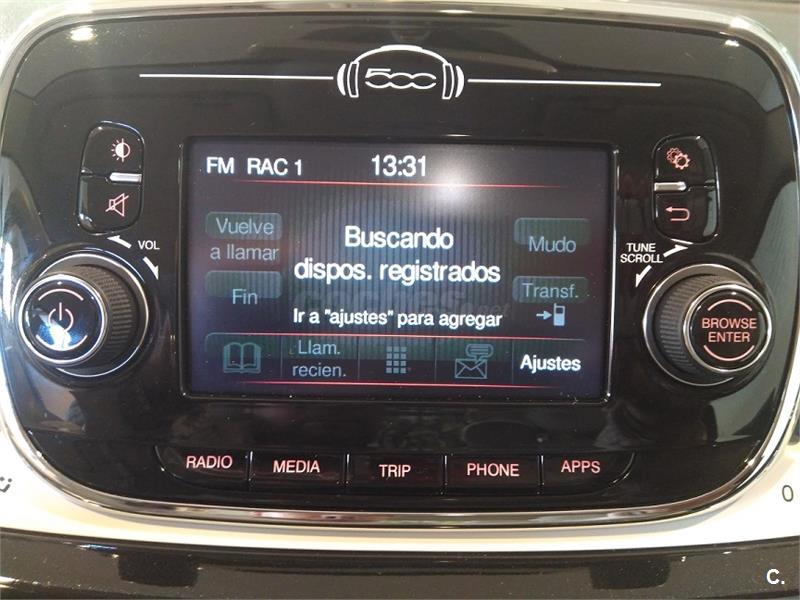 500
FM RAC 1 13:31
Vuelve
a llamar
Buscando
dispos. registrados
Mudo
Fin
Transf.
Ir a "ajustes" para agregar
Llam.
recien.
Ajustes
VOL
TUNE
SCROLL
BROWSE
ENTER
RADIO
MEDIA
TRIP
PHONE
APPS
0
C.